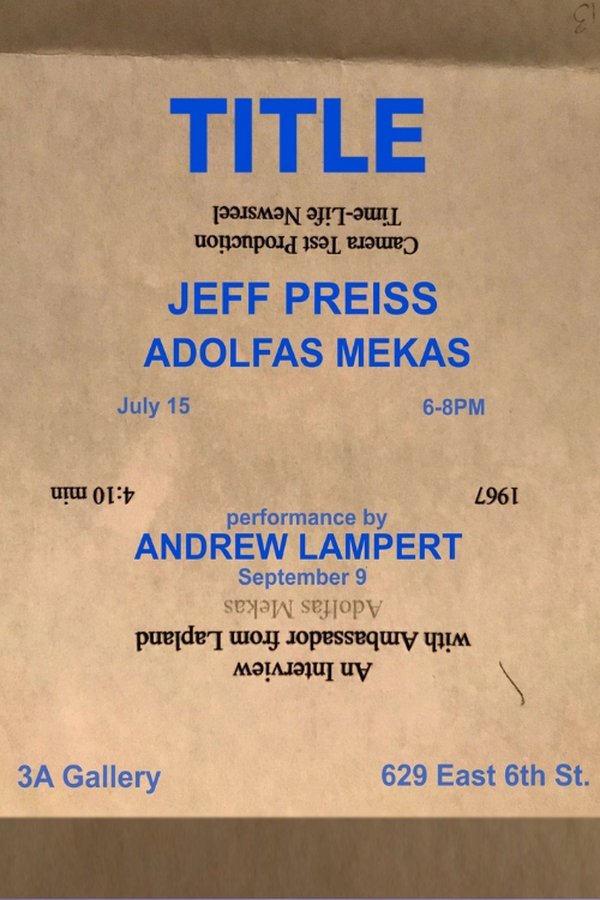 TITLE
Time-Life Newsreel
Camera Test Production
JEFF PREISS
ADOLFAS MEKAS
July 15 6-8PM
4:10 min 1967
performance by
ANDREW LAMPERT
September 9
Adolfas Mekas
with Ambassador from Lapland
An Interview
3A Gallery 629 East 6th St.